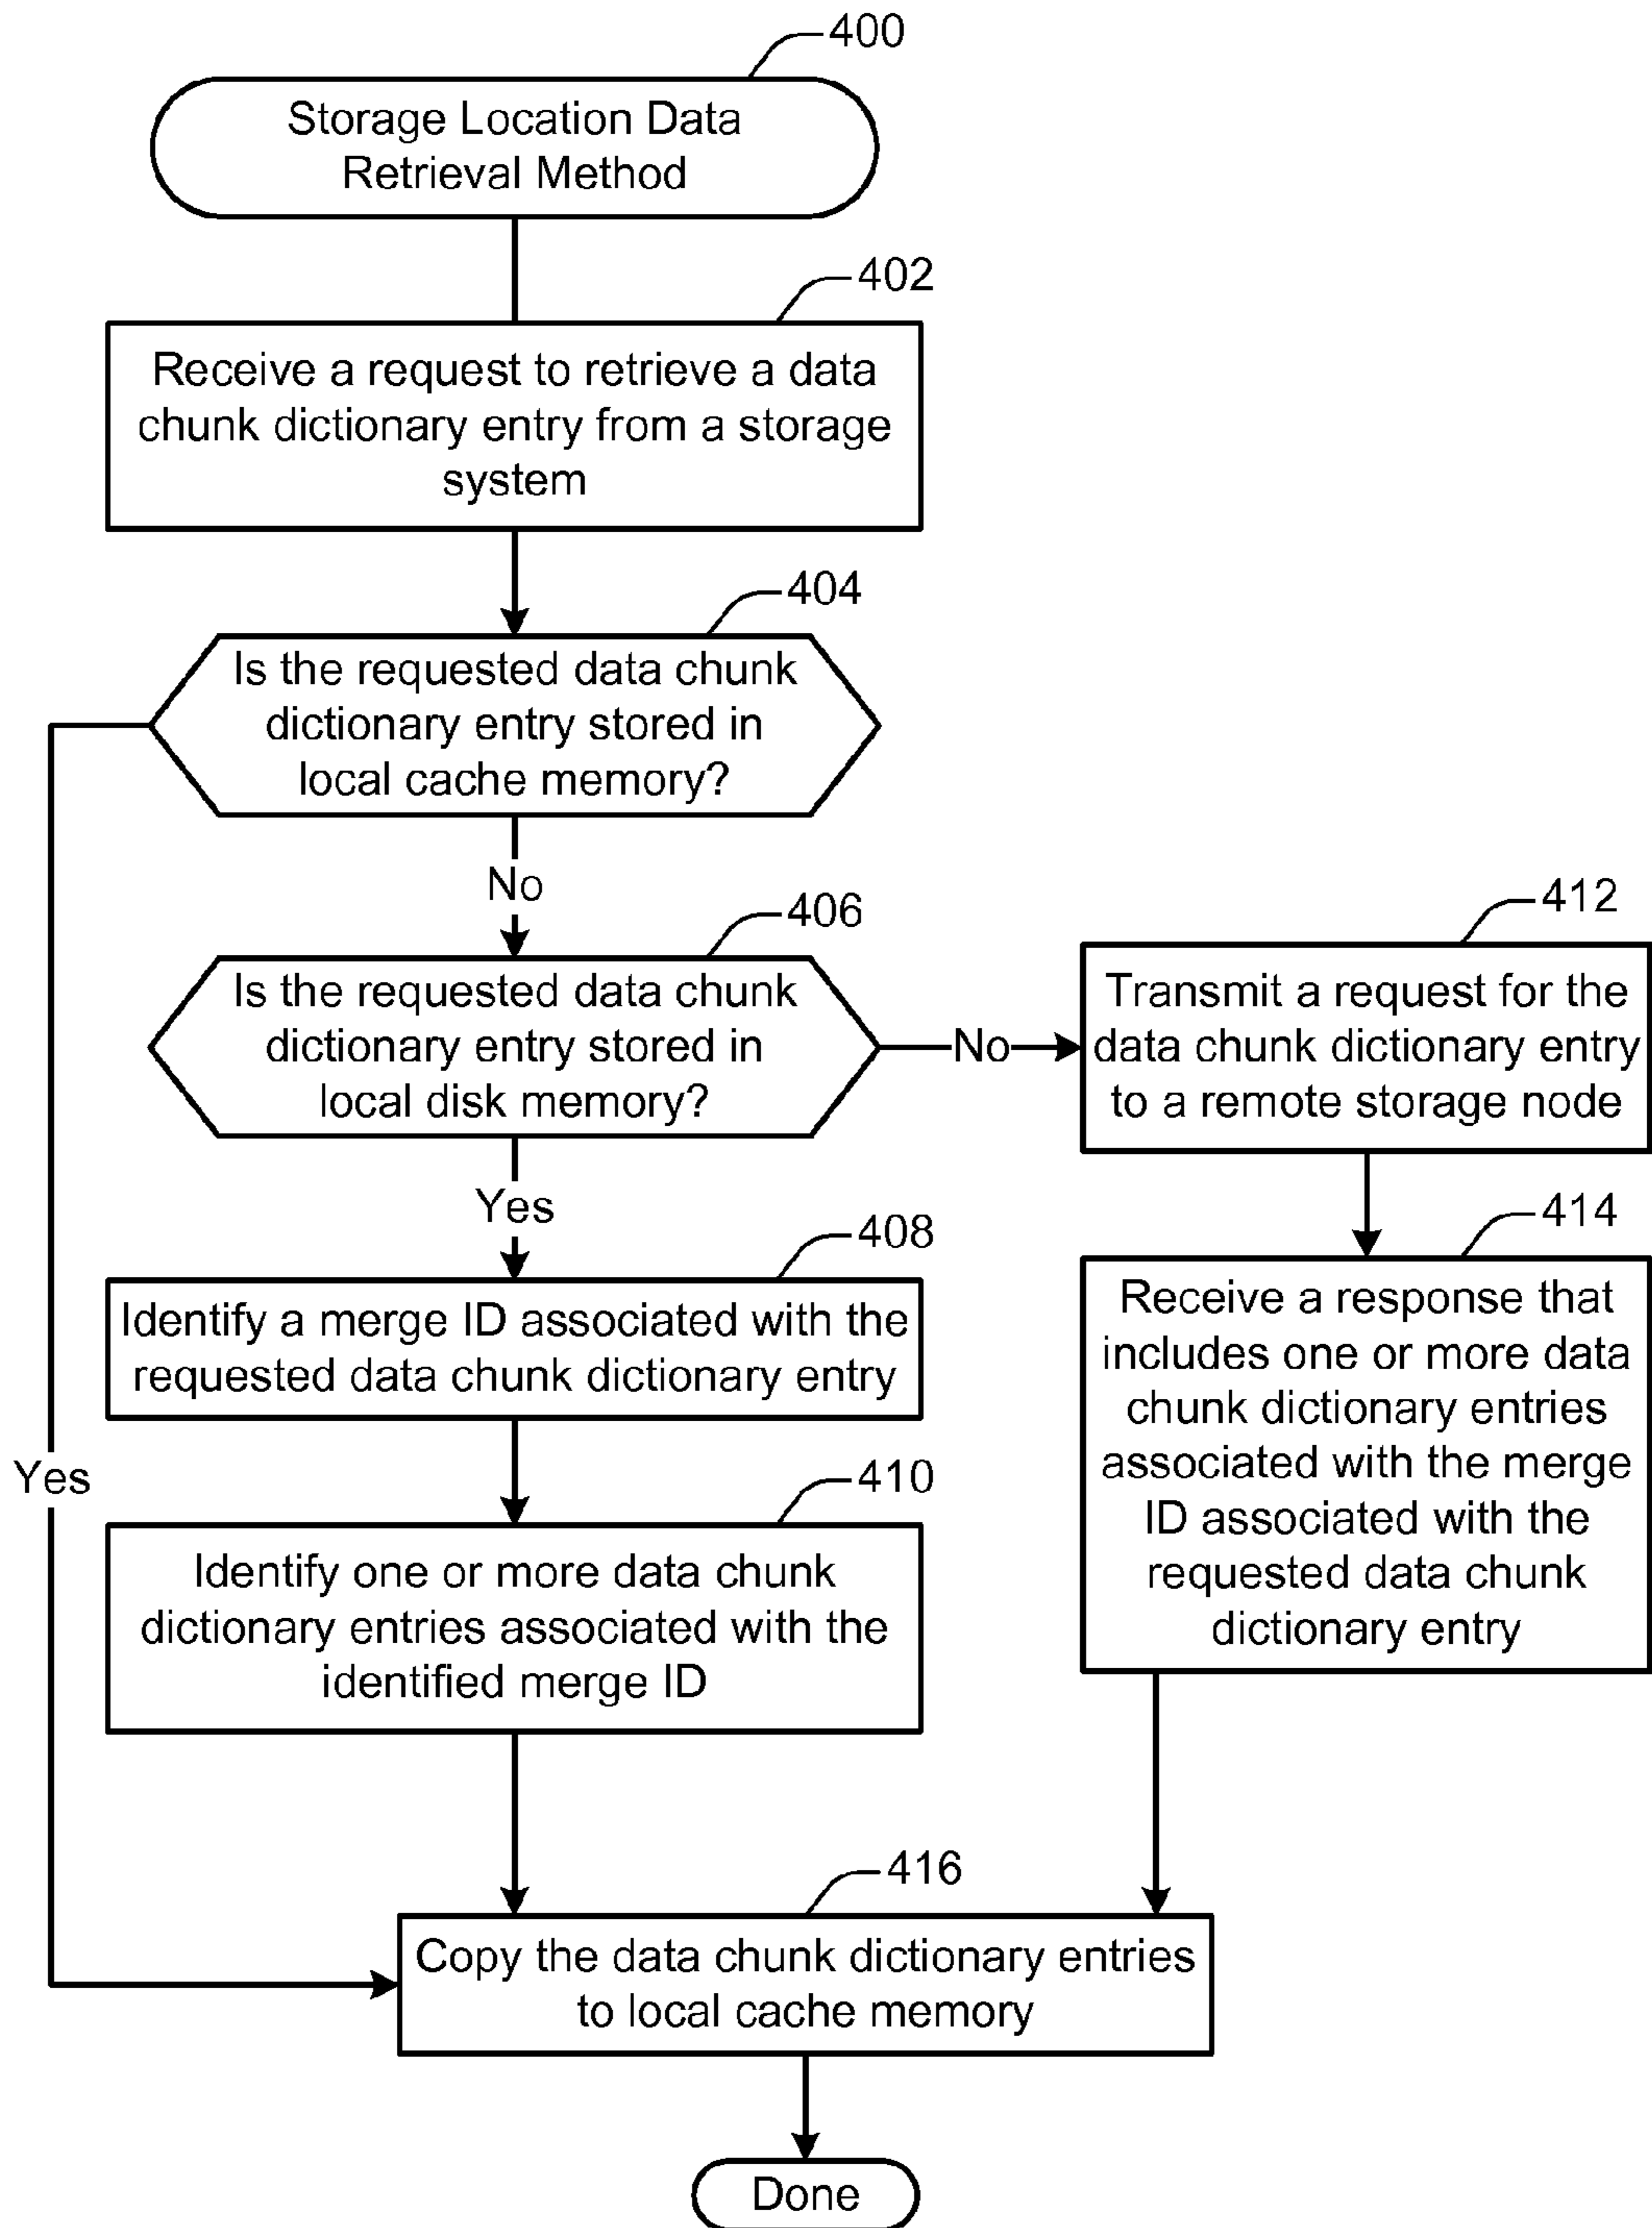 400
Storage Location Data
Retrieval Method
402
Receive a request to retrieve a data
chunk dictionary entry from a storage
system
404
Is the requested data chunk
dictionary entry stored in
local cache memory?
No
406
Is the requested data chunk
dictionary entry stored in
local disk memory?
No
412
Transmit a request for the
data chunk dictionary entry
to a remote storage node
Yes
408
Identify a merge ID associated with the
requested data chunk dictionary entry
414
Receive a response that
includes one or more data
chunk dictionary entries
associated with the merge
ID associated with the
requested data chunk
dictionary entry
Yes
410
Identify one or more data chunk
dictionary entries associated with the
identified merge ID
416
Copy the data chunk dictionary entries
to local cache memory
Done